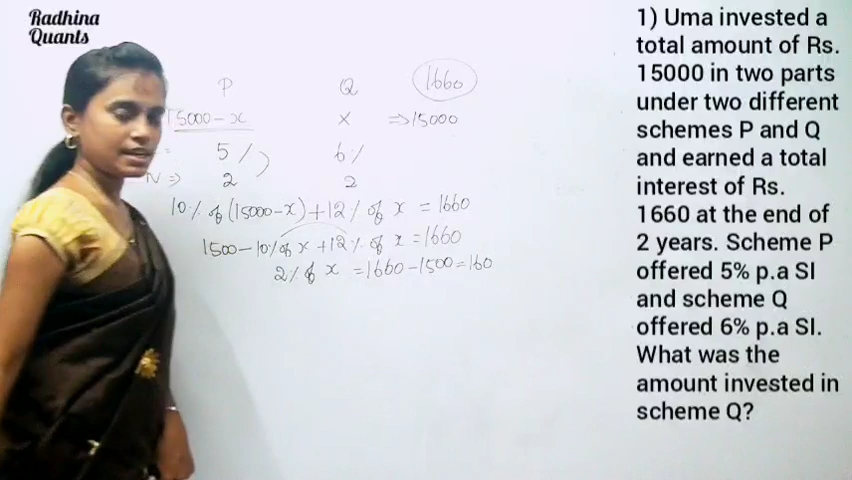 Radhina
Quants
P Q 1660
15000-x x ⇒15000
5% 6%
N ⇒ 2 2
10% of (15000-x)+12% of x = 1660
1500-10% of x +12% of x = 1660
2% of x = 1660-1500=160
1) Uma invested a
total amount of Rs.
15000 in two parts
under two different
schemes P and Q
and earned a total
interest of Rs.
1660 at the end of
2 years. Scheme P
offered 5% p.a SI
and scheme Q
offered 6% p.a SI.
What was the
amount invested in
scheme Q?